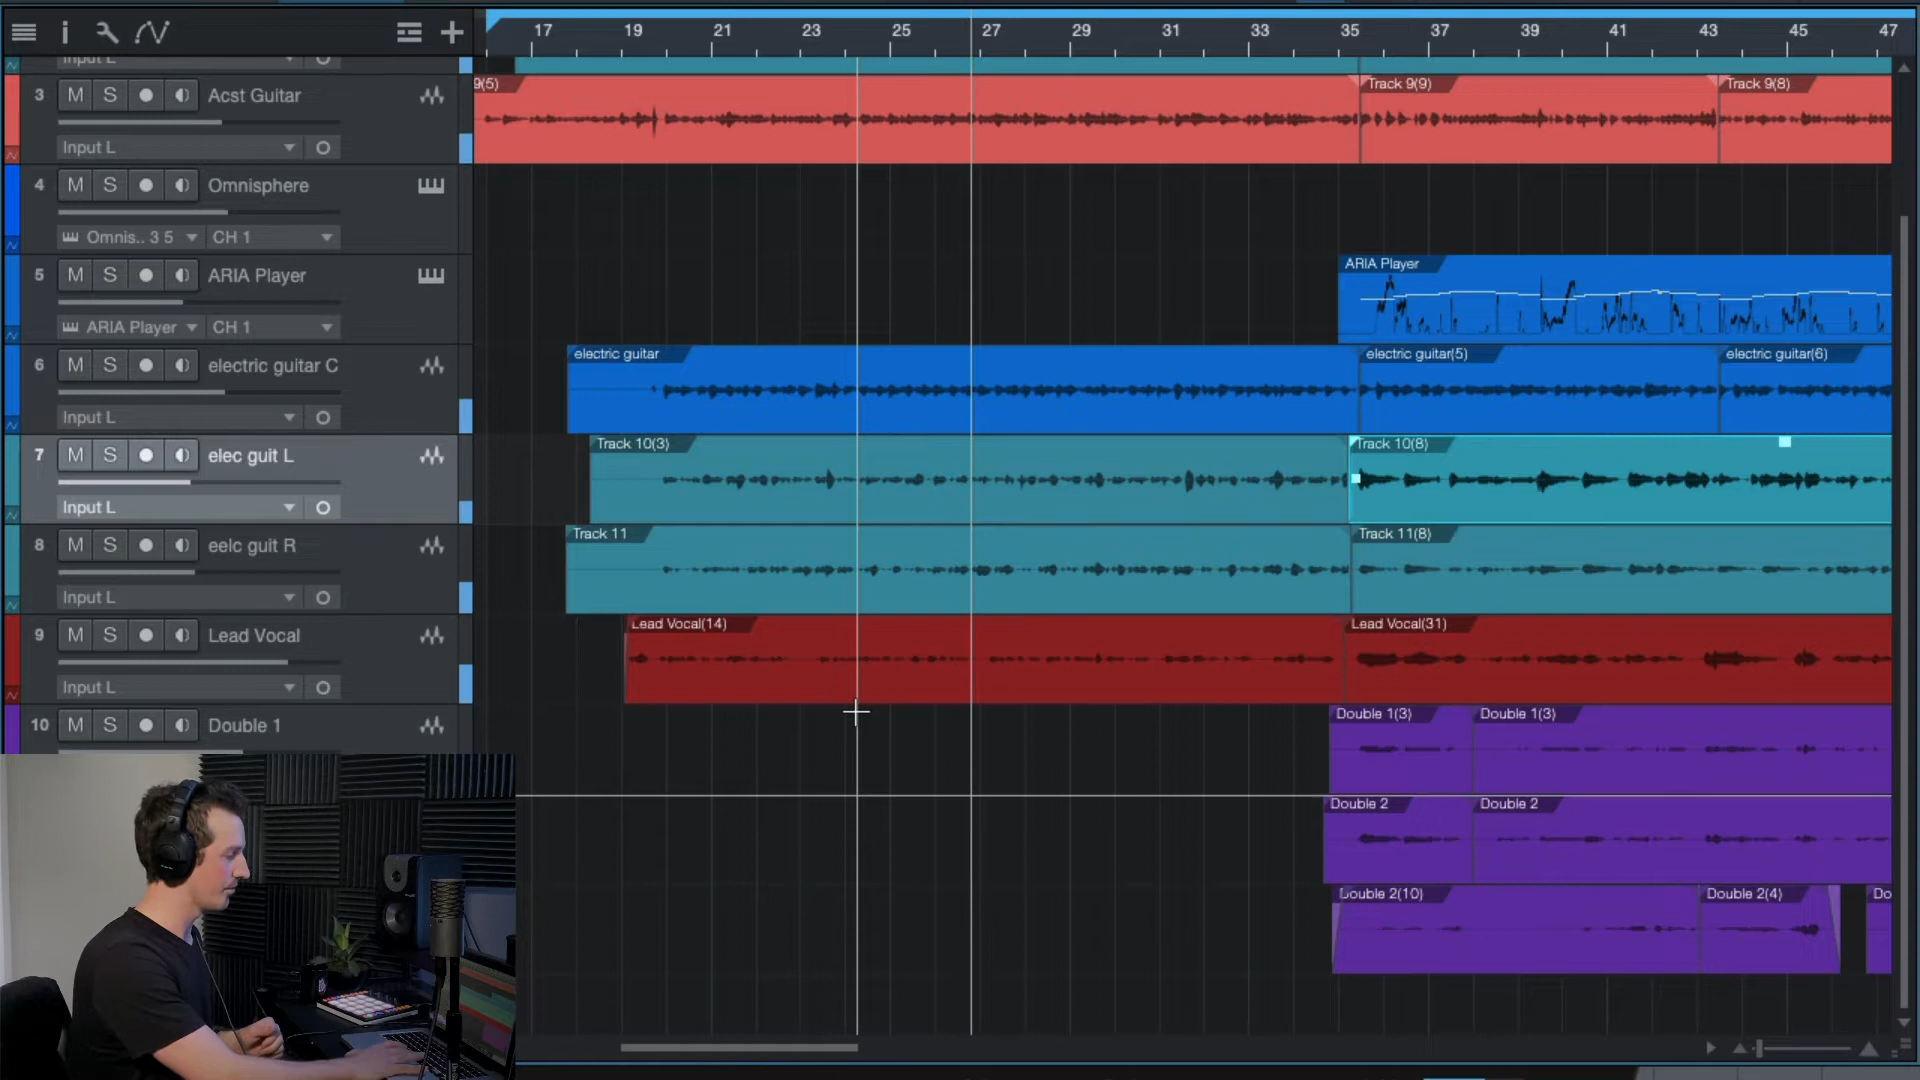 17 19 21 23 25 27 29 31 33 35 37 39 41 43 45 47
Input L
3 M S Acst Guitar
Input L
9(5) Track 9(9) Track 9(8)
4 M S Omnisphere
Omnis.. 3 5 CH 1
5 M S ARIA Player
ARIA Player CH 1
ARIA Player
6 M S electric guitar C
Input L
electric guitar electric guitar(5) electric guitar(6)
7 M S elec guit L
Input L
Track 10(3) Track 10(8)
8 M S eelc guit R
Input L
Track 11 Track 11(8)
9 M S Lead Vocal
Input L
Lead Vocal(14) Lead Vocal(31)
10 M S Double 1
Double 1(3) Double 1(3)
Double 2 Double 2
Double 2(10) Double 2(4) Do